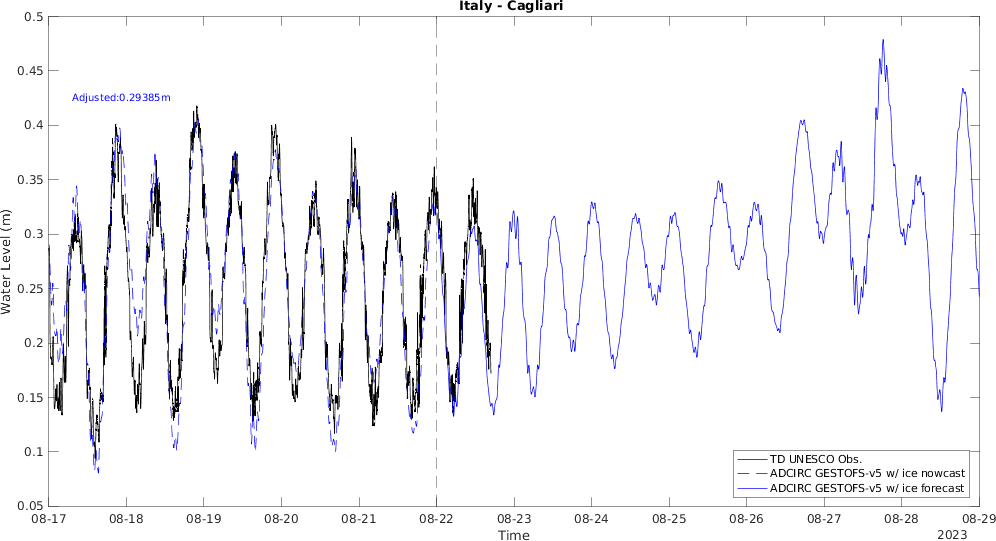 Italy - Cagliari
0.5
0.45
0.4
0.35
0.3
0.25
0.2
0.15
0.1
0.05
Water Level (m)
Adjusted:0.29385m
TD UNESCO Obs.
ADCIRC GESTOFS-v5 w/ ice nowcast
ADCIRC GESTOFS-v5 w/ ice forecast
08-17 08-18 08-19 08-20 08-21 08-22 08-23 08-24 08-25 08-26 08-27 08-28 08-29
Time
2023